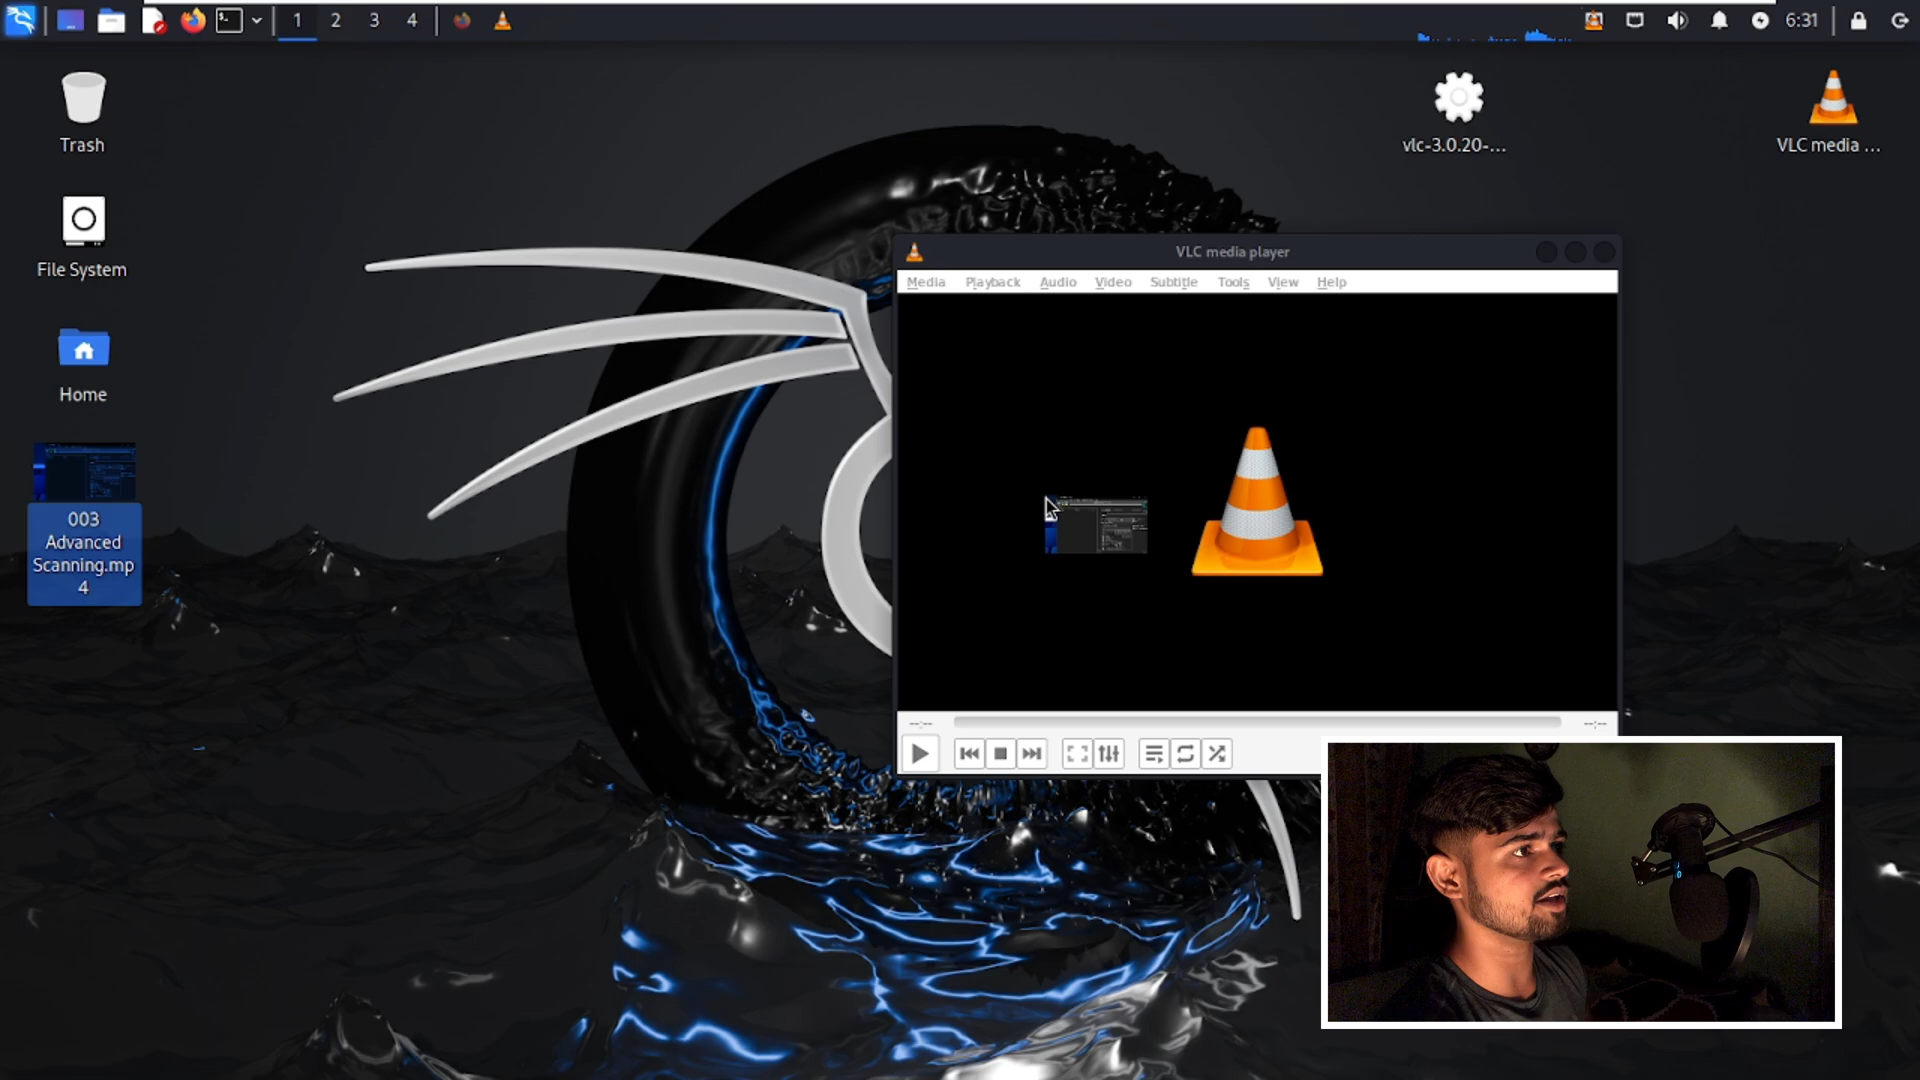 1 2 3 4
6:31
Trash
vlc-3.0.20-...
VLC media ...
File System
Home
003
Advanced
Scanning.mp
4
VLC media player
Media Playback Audio Video Subtitle Tools View Help
--:-- --:--